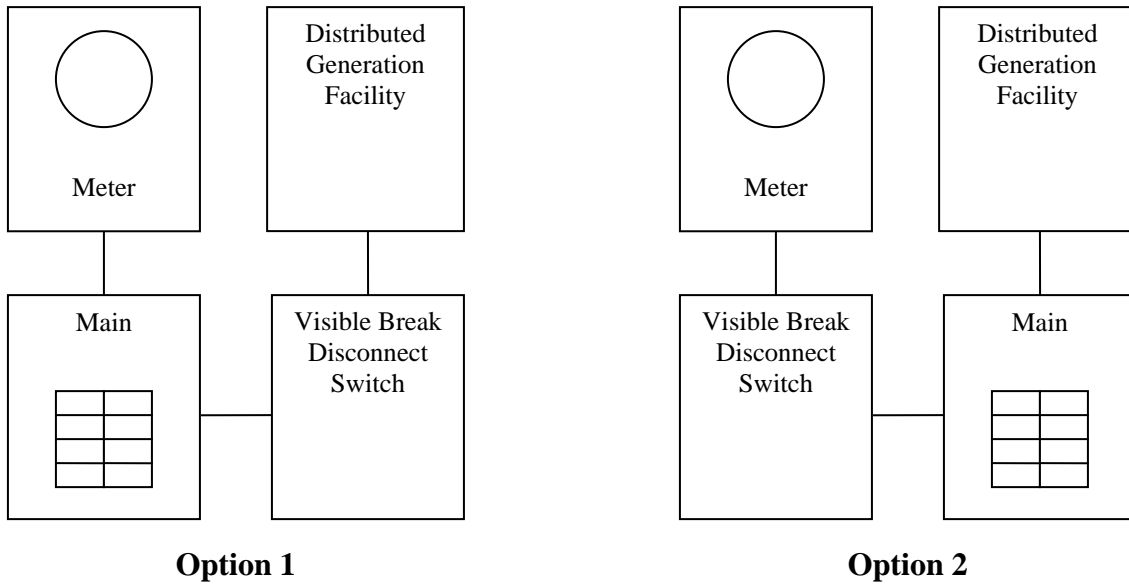 Meter
Distributed
Generation
Facility
Main
Visible Break
Disconnect
Switch
Option 1
Meter
Distributed
Generation
Facility
Visible Break
Disconnect
Switch
Main
Option 2